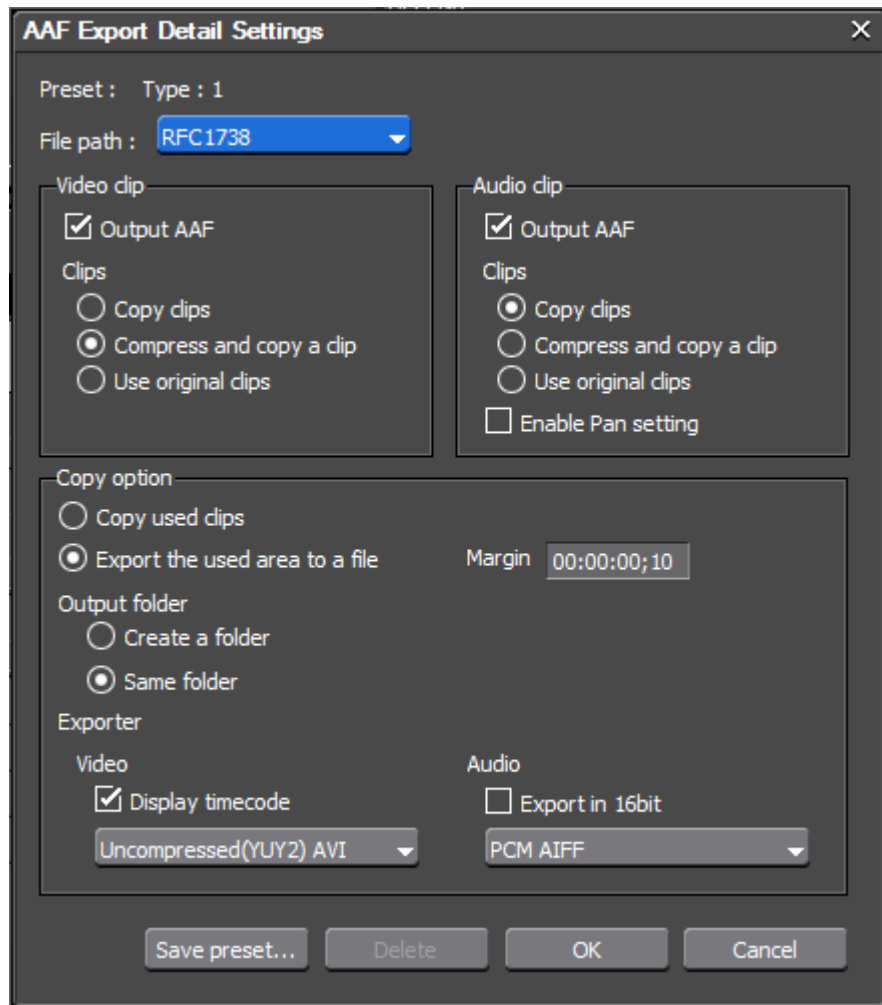 AAF Export Detail Settings
Preset : Type : 1
File path : RFC1738
Video clip
Output AAF
Clips
Copy clips
Compress and copy a clip
Use original clips
Audio clip
Output AAF
Clips
Copy clips
Compress and copy a clip
Use original clips
Enable Pan setting
Copy option
Copy used clips
Export the used area to a file
Margin 00:00:00;10
Output folder
Create a folder
Same folder
Exporter
Video
Display timecode
Uncompressed(YUY2) AVI
Audio
Export in 16bit
PCM AIFF
Save preset... Delete OK Cancel